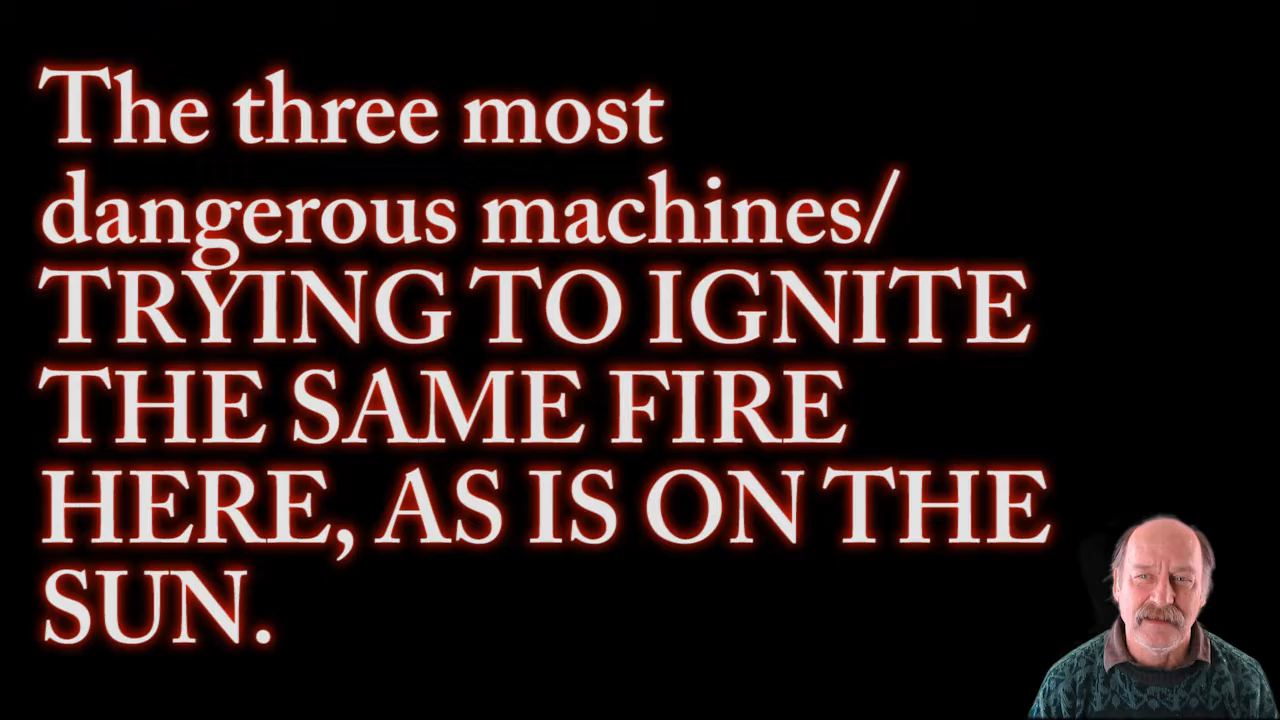 The three most
dangerous machines/
TRYING TO IGNITE
THE SAME FIRE
HERE, AS IS ON THE
SUN.